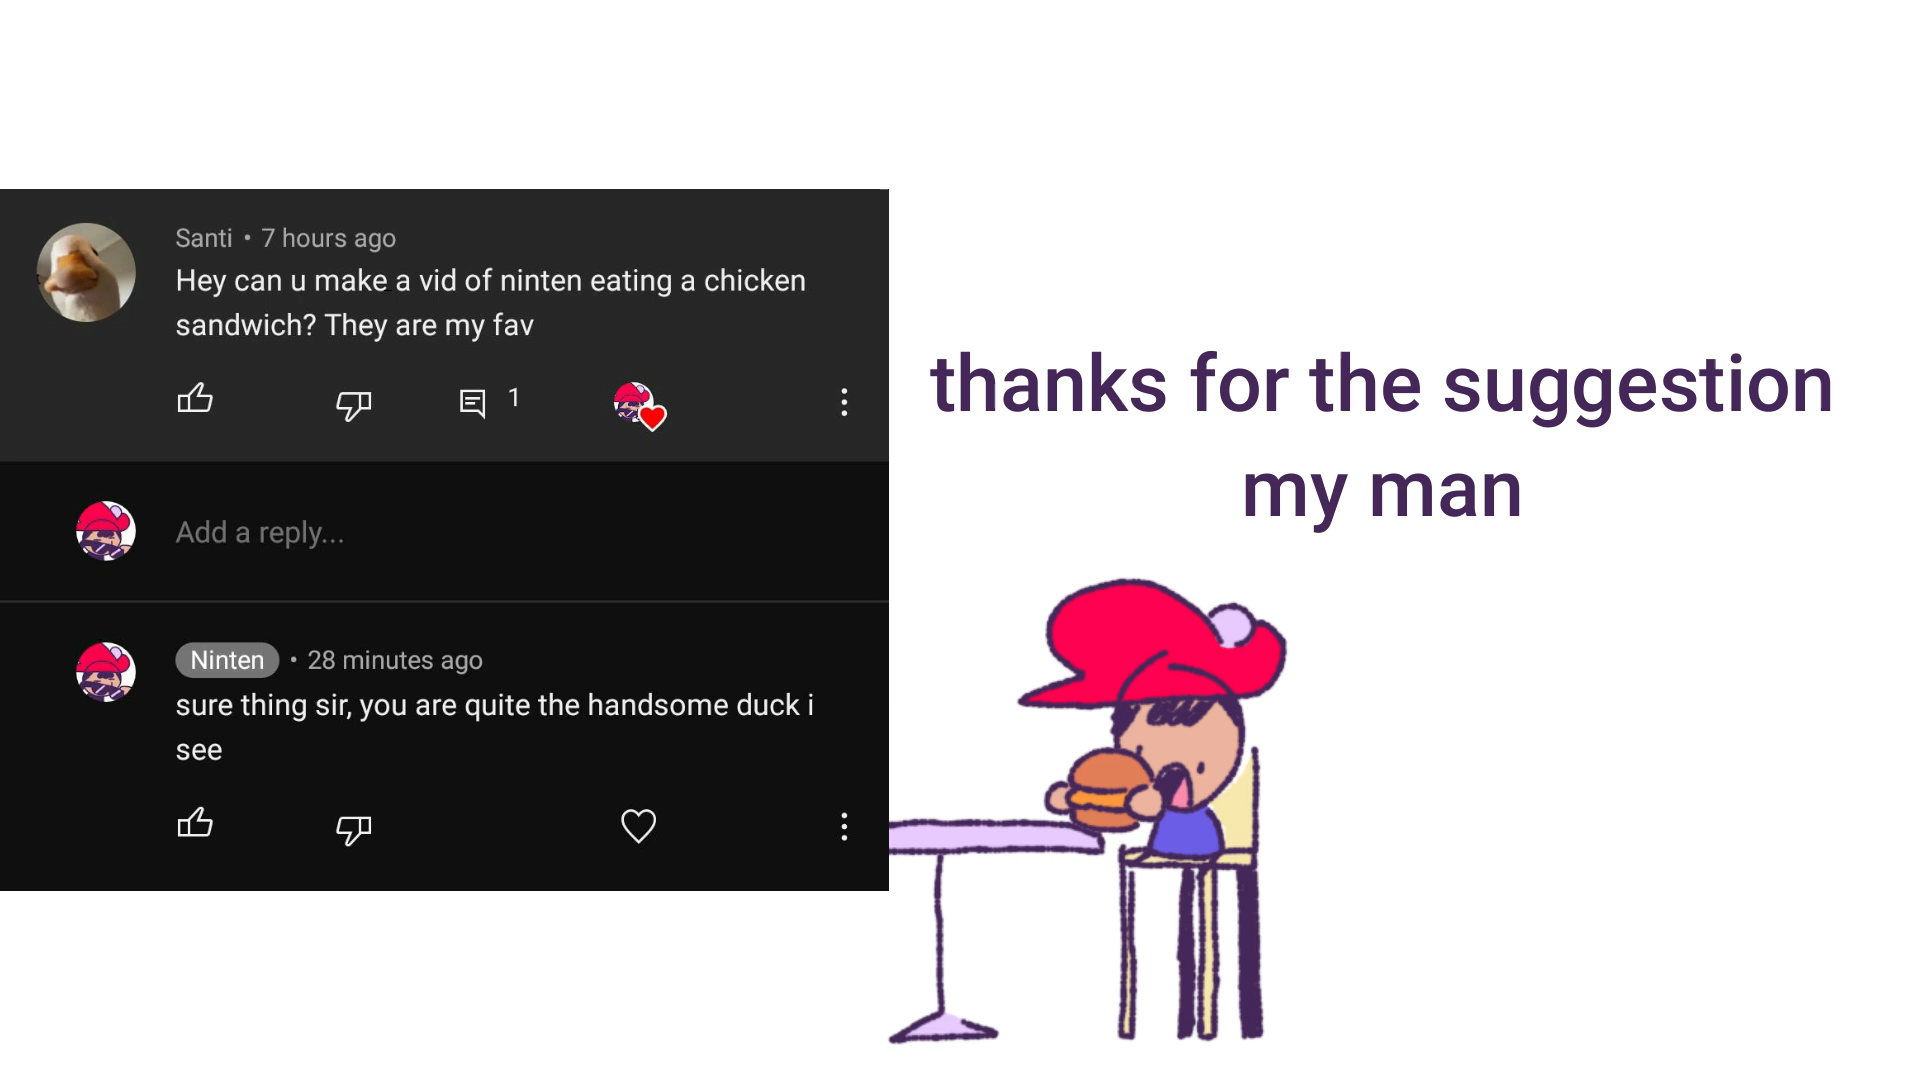 Santi • 7 hours ago
Hey can u make a vid of ninten eating a chicken
sandwich? They are my fav
1
Add a reply...
Ninten • 28 minutes ago
sure thing sir, you are quite the handsome duck i
see
thanks for the suggestion
my man